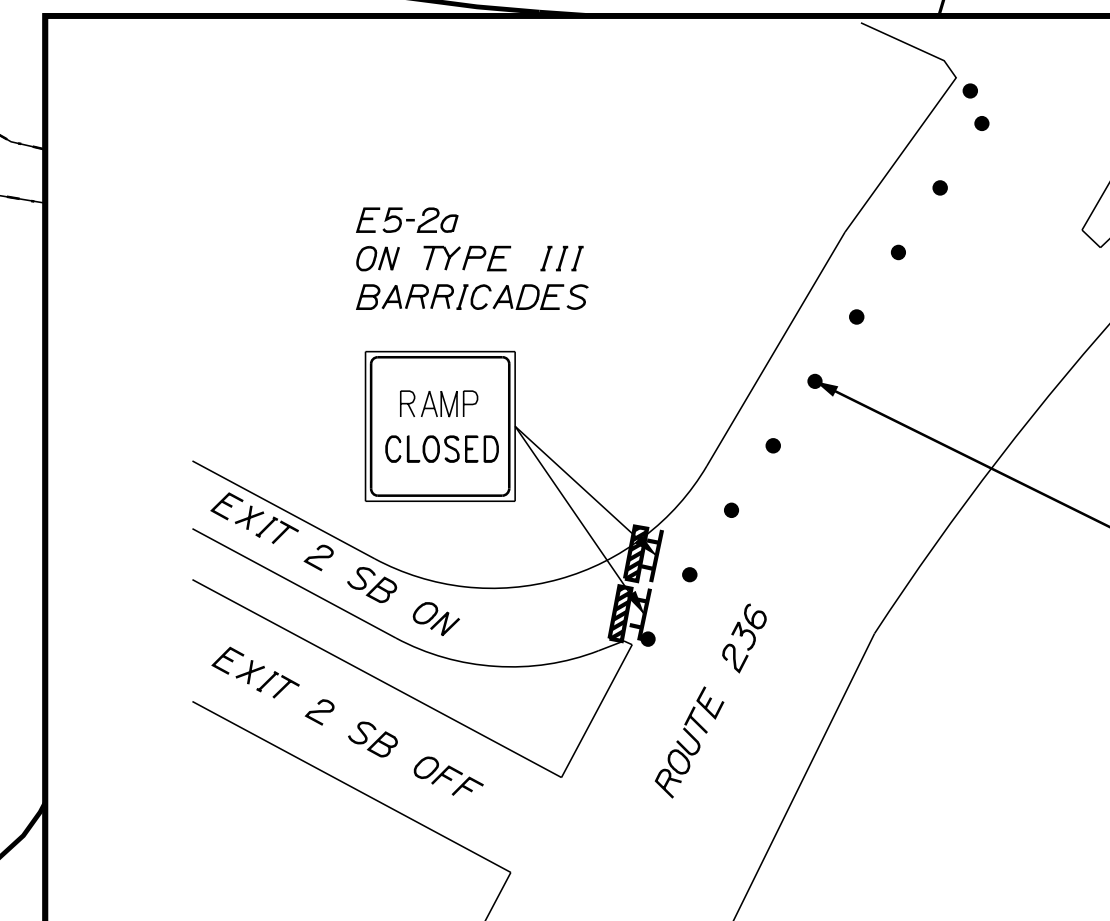 E5-2a
ON TYPE III
BARRICADES
RAMP
CLOSED
EXIT 2 SB ON
EXIT 2 SB OFF
ROUTE 236